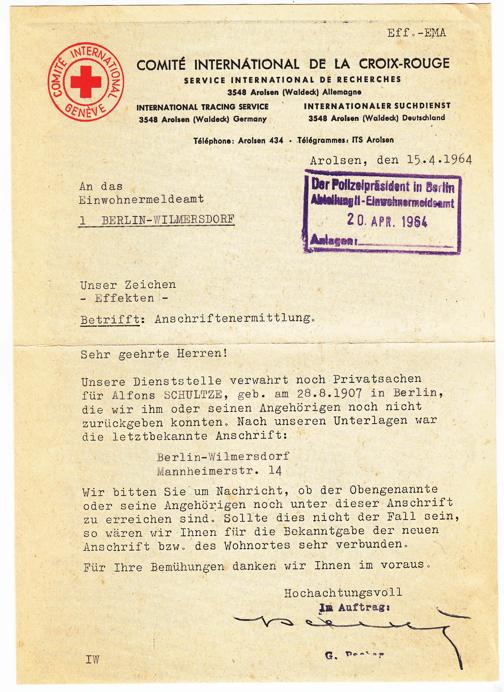 Eff.-EMA
COMITÉ INTERNATIONAL
GENÈVE
COMITÉ INTERNATIONAL DE LA CROIX-ROUGE
SERVICE INTERNATIONAL DE RECHERCHES
3548 Arolsen (Waldeck) Allemagne
INTERNATIONAL TRACING SERVICE
3548 Arolsen (Waldeck) Germany
INTERNATIONALER SUCHDIENST
3548 Arolsen (Waldeck) Deutschland
Téléphone: Arolsen 434 · Télégrammes: ITS Arolsen
Arolsen, den 15.4.1964
An das
Einwohnermeldeamt
1 BERLIN-WILMERSDORF
Der Polizeipräsident in Berlin
Abteilung II - Einwohnermeldeamt
20. APR. 1964
Anlagen:
Unser Zeichen
- Effekten -
Betrifft: Anschriftenermittlung.
Sehr geehrte Herren!
Unsere Dienststelle verwahrt noch Privatsachen
für Alfons SCHULTZE, geb. am 28.8.1907 in Berlin,
die wir ihm oder seinen Angehörigen noch nicht
zurückgeben konnten. Nach unseren Unterlagen war
die letztbekannte Anschrift:
Berlin-Wilmersdorf
Mannheimerstr. 14
Wir bitten Sie um Nachricht, ob der Obengenannte
oder seine Angehörigen noch unter dieser Anschrift
zu erreichen sind. Sollte dies nicht der Fall sein,
so wären wir Ihnen für die Bekanntgabe der neuen
Anschrift bzw. des Wohnortes sehr verbunden.
Für Ihre Bemühungen danken wir Ihnen im voraus.
Hochachtungsvoll
Im Auftrag:
G.
IW